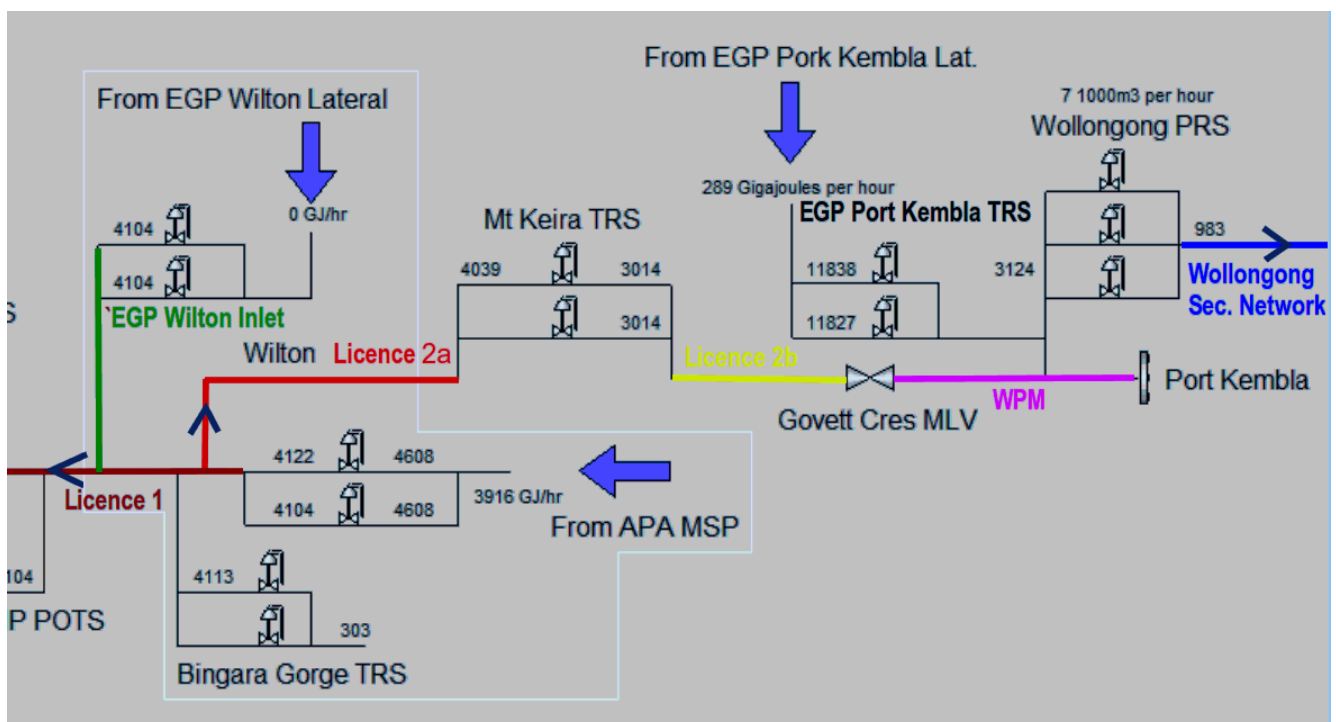 From EGP Wilton Lateral
0 GJ/hr
4104
4104
`EGP Wilton Inlet
Wilton
Licence 2a
Mt Keira TRS
4039
3014
3014
From EGP Pork Kembla Lat.
289 Gigajoules per hour
EGP Port Kembla TRS
11838
11827
7 1000m3 per hour
Wollongong PRS
3124
983
Wollongong
Sec. Network
Licence 2b
Govett Cres MLV
WPM
Port Kembla
Licence 1
4122
4608
4104
4608
3916 GJ/hr
From APA MSP
4113
303
Bingara Gorge TRS
104
P POTS
S